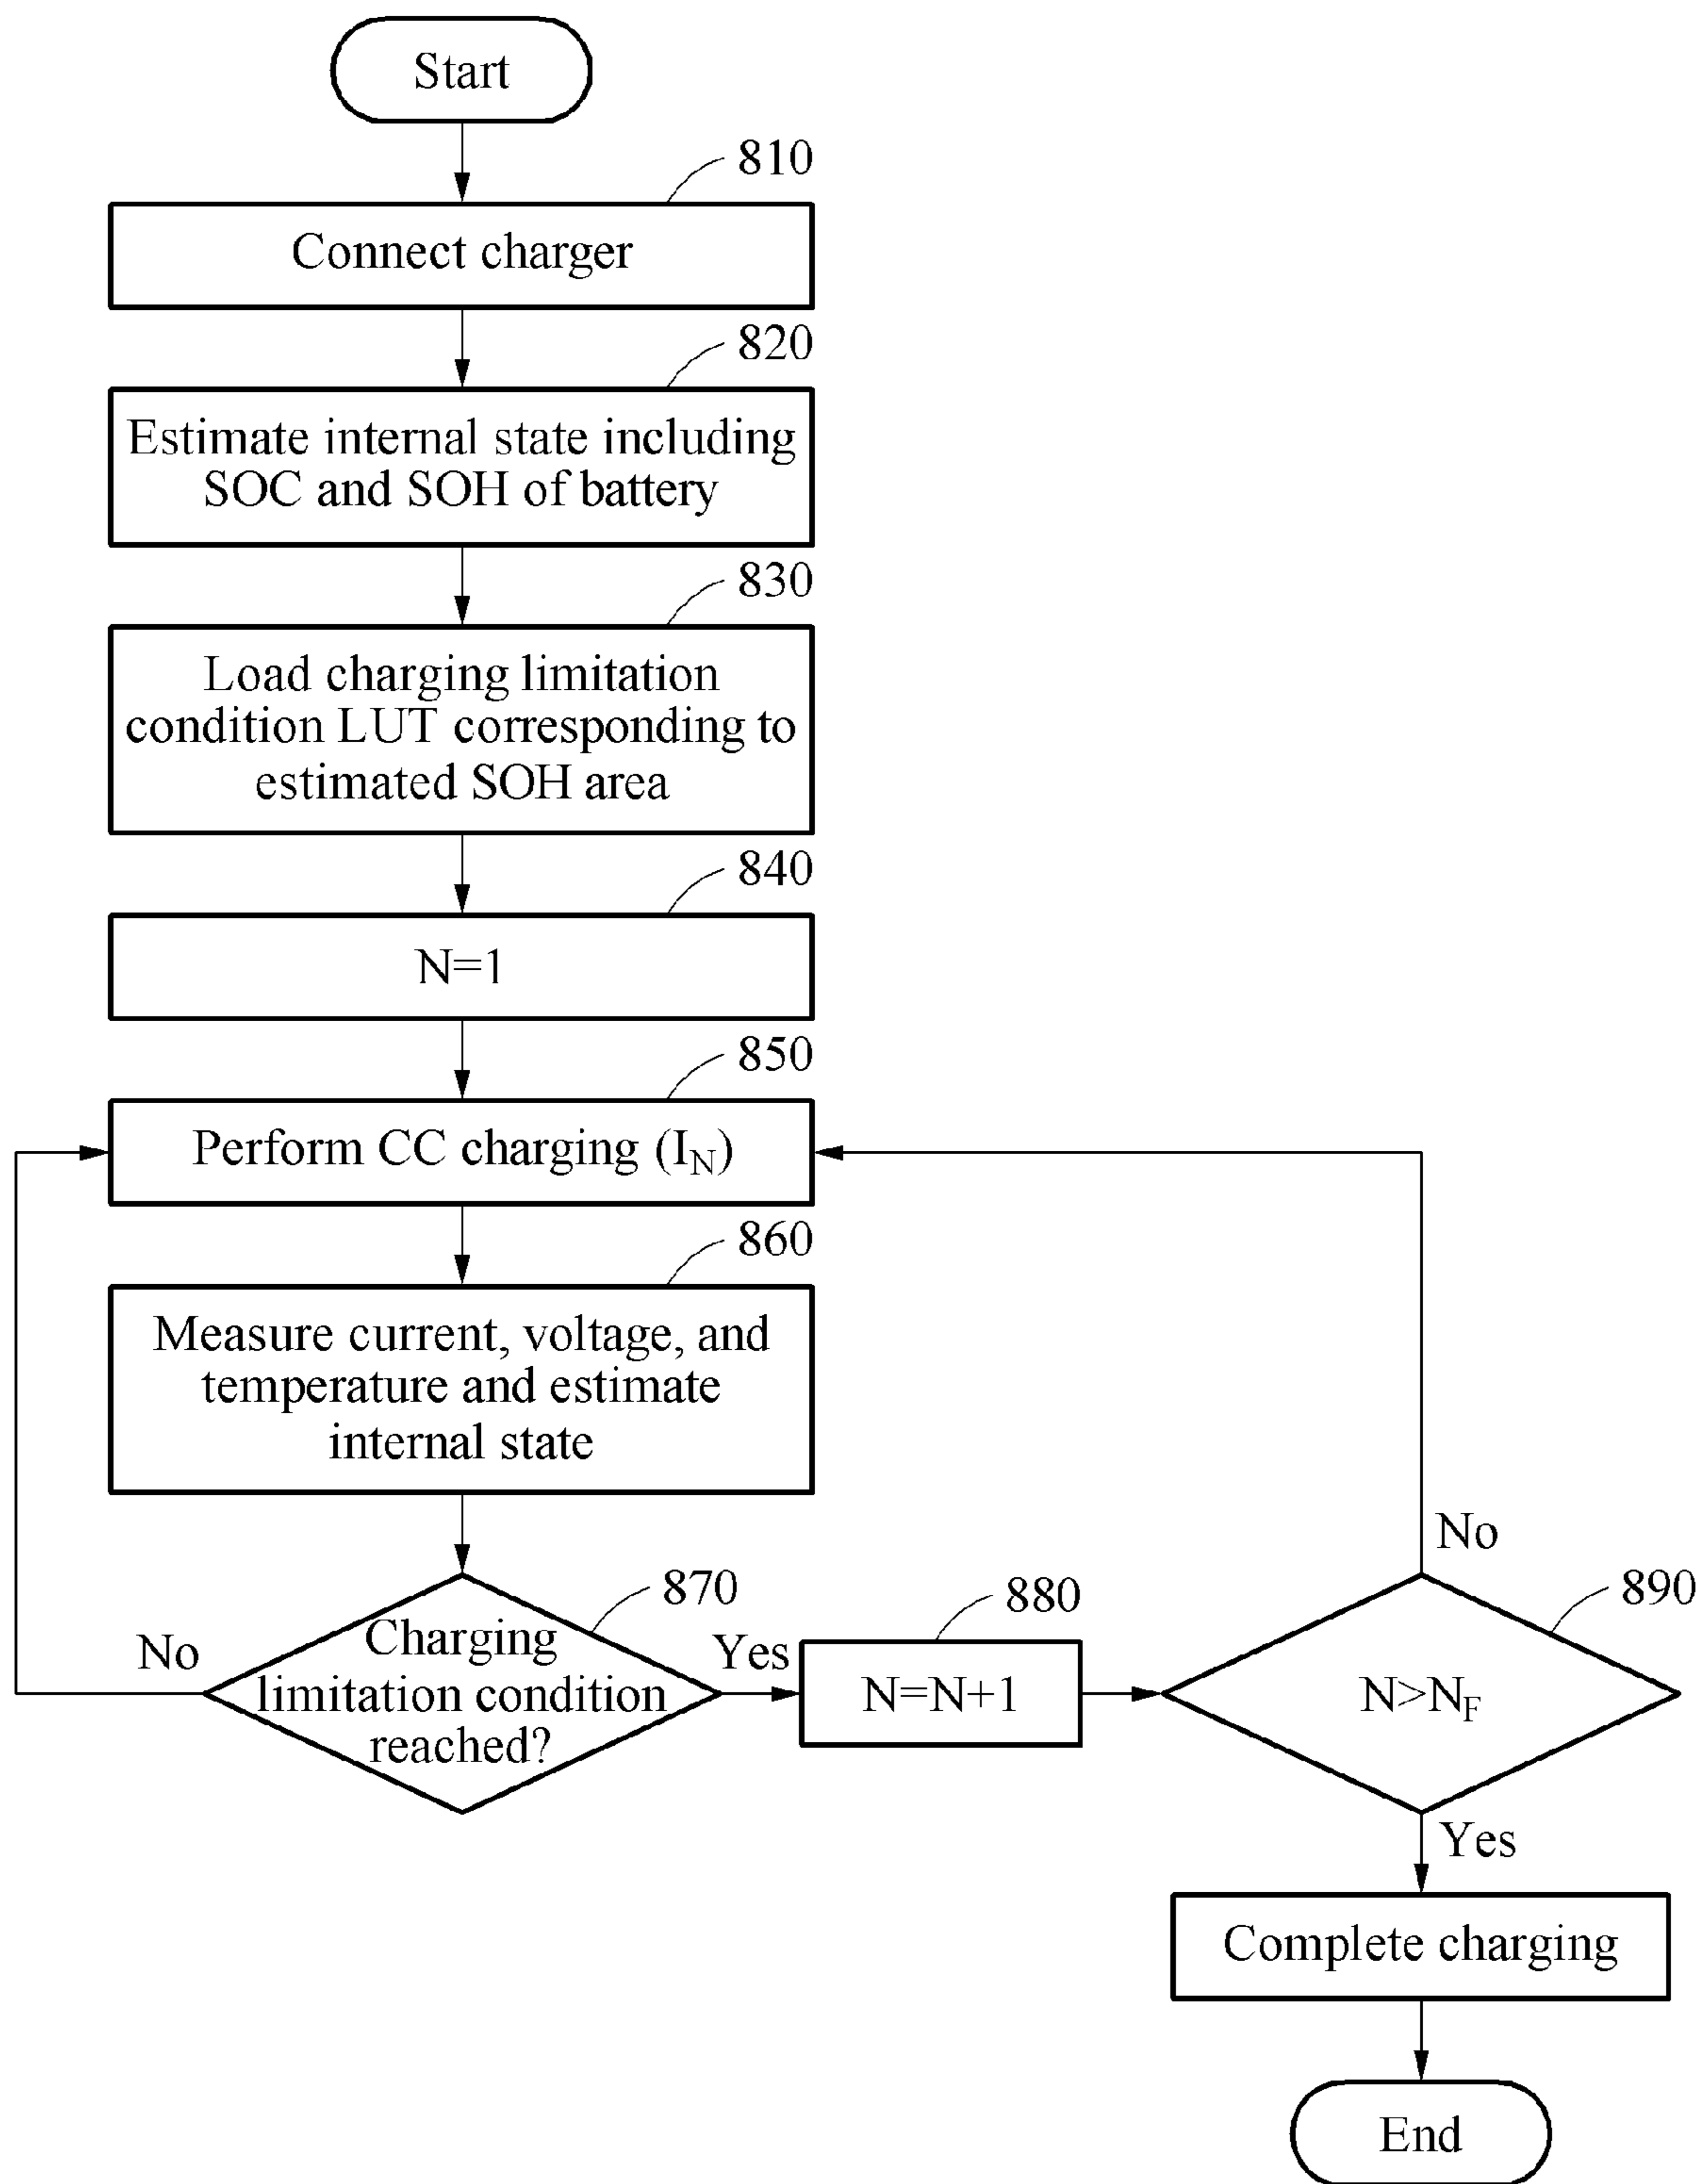 Start
810
Connect charger
820
Estimate internal state including
SOC and SOH of battery
830
Load charging limitation
condition LUT corresponding to
estimated SOH area
840
N=1
850
Perform CC charging (I_N)
860
Measure current, voltage, and
temperature and estimate
internal state
870
Charging
limitation condition
reached?
No
Yes
880
N=N+1
890
N>N_F
No
Yes
Complete charging
End